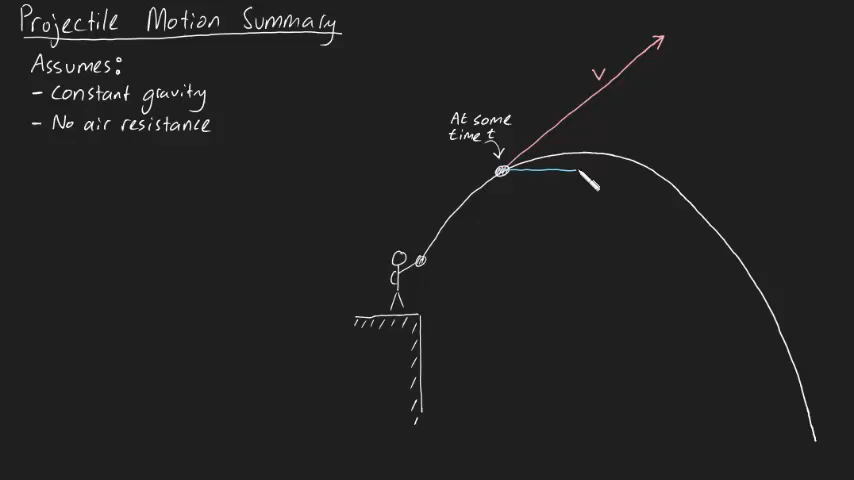 Projectile Motion Summary
Assumes:
- Constant gravity
- No air resistance
At some
time t
v